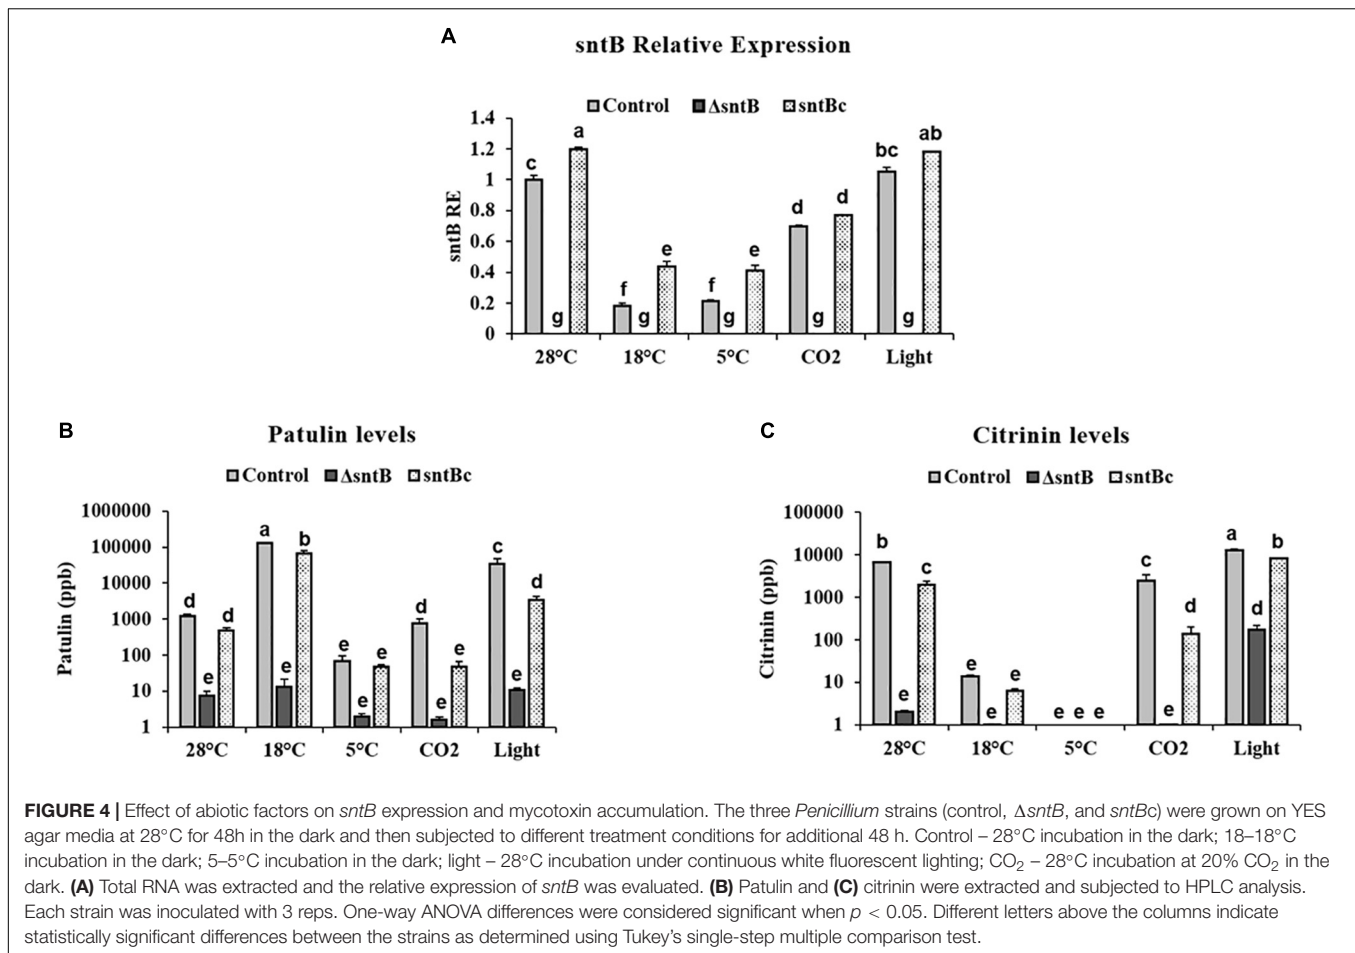 A
sntB Relative Expression
Control ΔsntB sntBc
sntB RE
1.4
1.2
1
0.8
0.6
0.4
0.2
0
c g a
f g e
f g e
d g d
bc g ab
28°C 18°C 5°C CO2 Light
B
Patulin levels
Control ΔsntB sntBc
Patulin (ppb)
1000000
100000
10000
1000
100
10
1
d e d
a e b
e e e
d e e
c e d
28°C 18°C 5°C CO2 Light
C
Citrinin levels
Control ΔsntB sntBc
Citrinin (ppb)
100000
10000
1000
100
10
1
b e c
e e e
e e e
c e d
a d b
28°C 18°C 5°C CO2 Light
FIGURE 4 | Effect of abiotic factors on sntB expression and mycotoxin accumulation. The three Penicillium strains (control, ΔsntB, and sntBc) were grown on YES
agar media at 28°C for 48h in the dark and then subjected to different treatment conditions for additional 48 h. Control – 28°C incubation in the dark; 18–18°C
incubation in the dark; 5–5°C incubation in the dark; light – 28°C incubation under continuous white fluorescent lighting; CO2 – 28°C incubation at 20% CO2 in the
dark. (A) Total RNA was extracted and the relative expression of sntB was evaluated. (B) Patulin and (C) citrinin were extracted and subjected to HPLC analysis.
Each strain was inoculated with 3 reps. One-way ANOVA differences were considered significant when p < 0.05. Different letters above the columns indicate
statistically significant differences between the strains as determined using Tukey's single-step multiple comparison test.